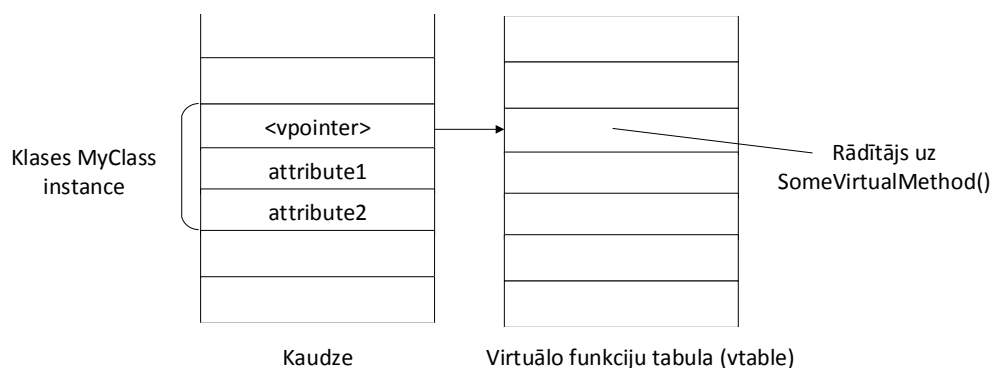 Klases MyClass
instance
<vpointer>
attribute1
attribute2
Rādītājs uz
SomeVirtualMethod()
Kaudze
Virtuālo funkciju tabula (vtable)